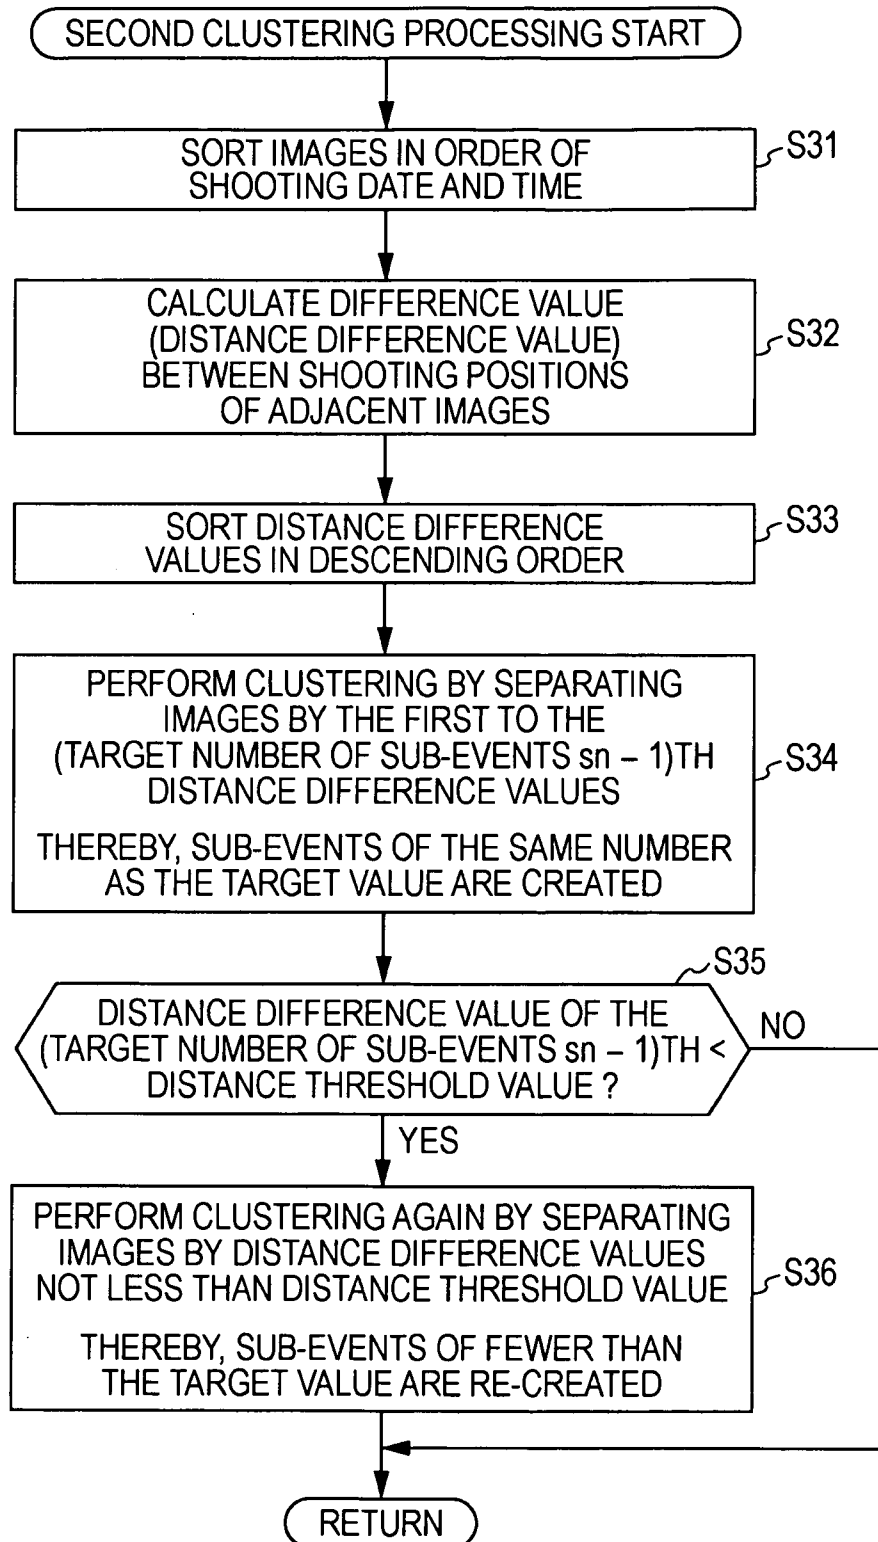 SECOND CLUSTERING PROCESSING START
SORT IMAGES IN ORDER OF
SHOOTING DATE AND TIME
S31
CALCULATE DIFFERENCE VALUE
(DISTANCE DIFFERENCE VALUE)
BETWEEN SHOOTING POSITIONS
OF ADJACENT IMAGES
S32
SORT DISTANCE DIFFERENCE
VALUES IN DESCENDING ORDER
S33
PERFORM CLUSTERING BY SEPARATING
IMAGES BY THE FIRST TO THE
(TARGET NUMBER OF SUB-EVENTS sn – 1)TH
DISTANCE DIFFERENCE VALUES
THEREBY, SUB-EVENTS OF THE SAME NUMBER
AS THE TARGET VALUE ARE CREATED
S34
S35
DISTANCE DIFFERENCE VALUE OF THE
(TARGET NUMBER OF SUB-EVENTS sn – 1)TH <
DISTANCE THRESHOLD VALUE ?
NO
YES
PERFORM CLUSTERING AGAIN BY SEPARATING
IMAGES BY DISTANCE DIFFERENCE VALUES
NOT LESS THAN DISTANCE THRESHOLD VALUE
THEREBY, SUB-EVENTS OF FEWER THAN
THE TARGET VALUE ARE RE-CREATED
S36
RETURN